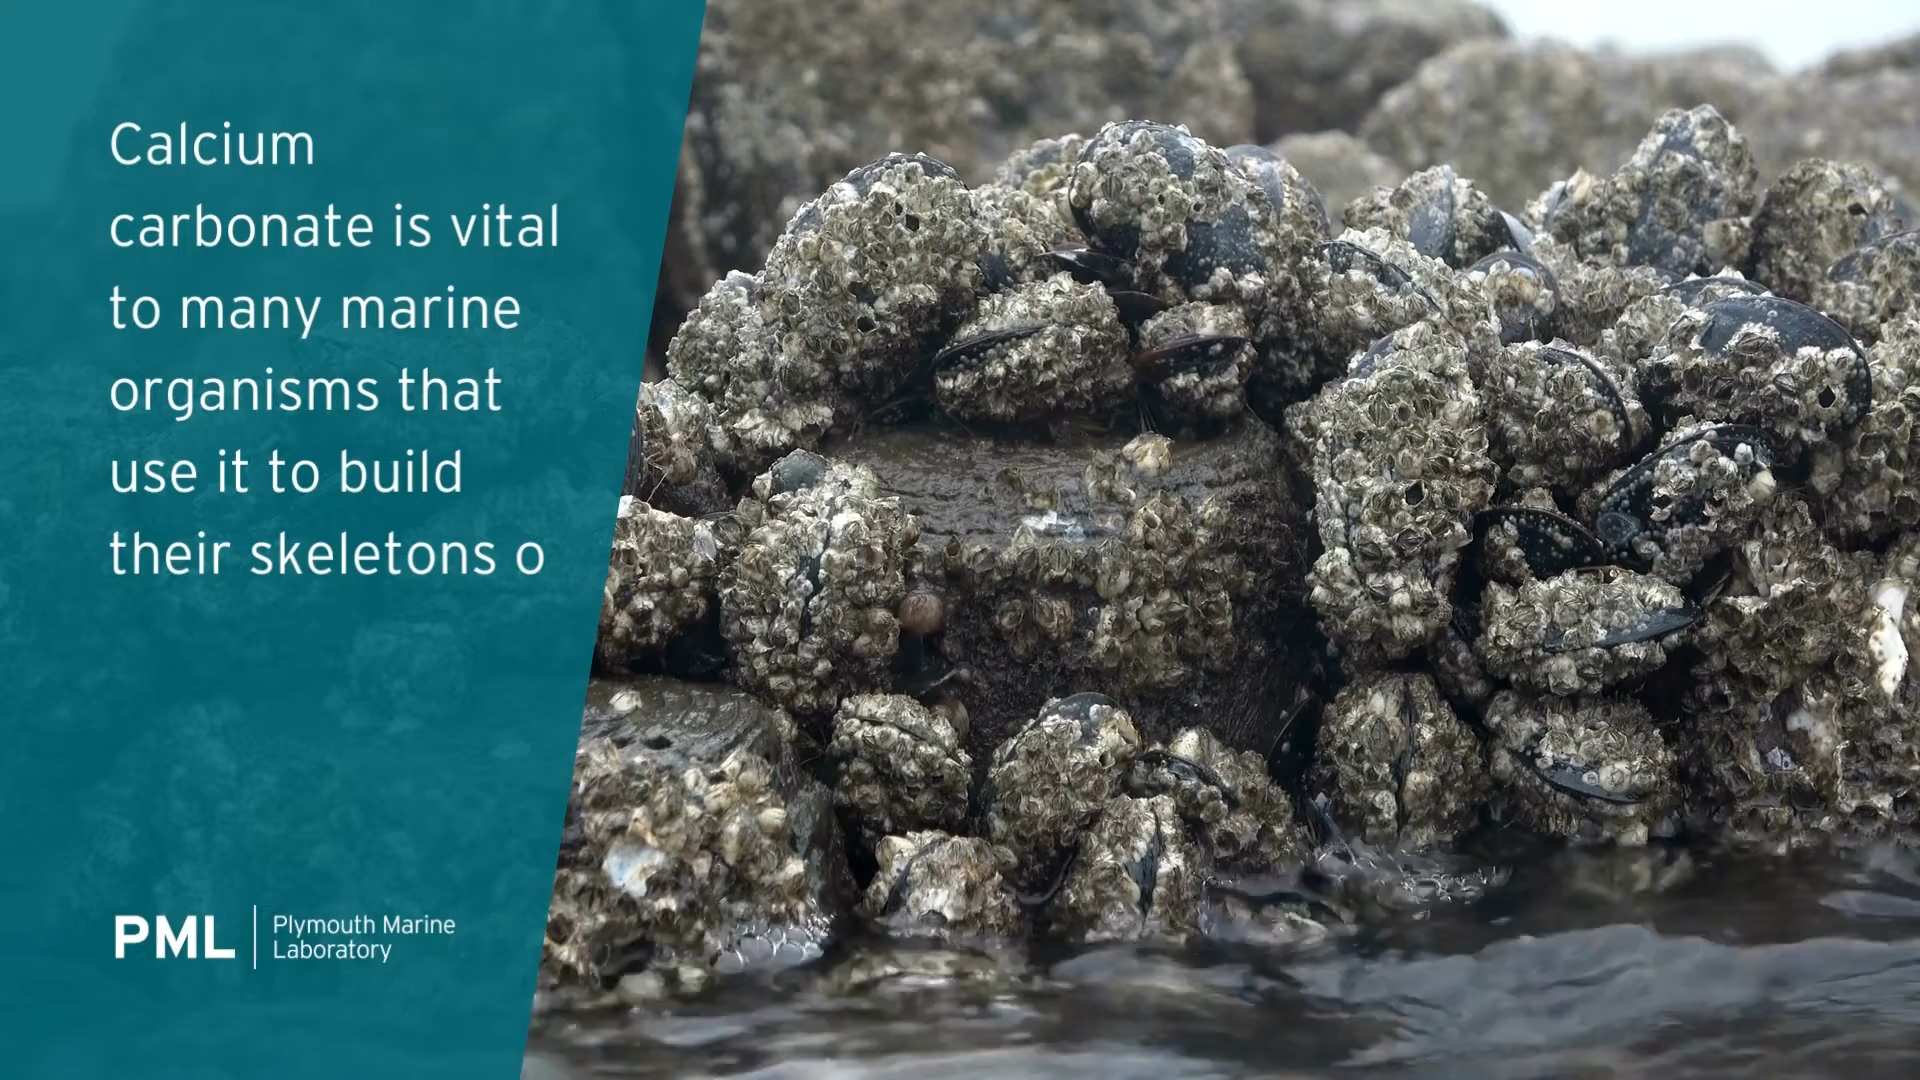 Calcium
carbonate is vital
to many marine
organisms that
use it to build
their skeletons o
PML
Plymouth Marine
Laboratory